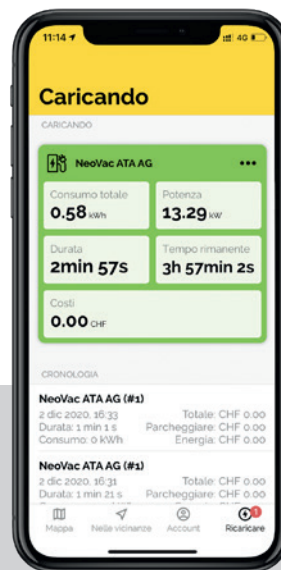 11:14 4G
Caricando
CARICANDO
NeoVac ATA AG •••
Consumo totale Potenza
0.58 kWh 13.29 kW
Durata Tempo rimanente
2min 57s 3h 57min 2s
Costi
0.00 CHF
CRONOLOGIA
NeoVac ATA AG (#1)
2 dic 2020, 16:33 Totale: CHF 0.00
Durata: 1 min 1 s Parcheggiare: CHF 0.00
Consumo: 0 kWh Energia: CHF 0.00
NeoVac ATA AG (#1)
2 dic 2020, 16:31 Totale: CHF 0.00
Durata: 1 min 21 s Parcheggiare: CHF 0.00
Mappa Nelle vicinanze Account Ricaricare 1